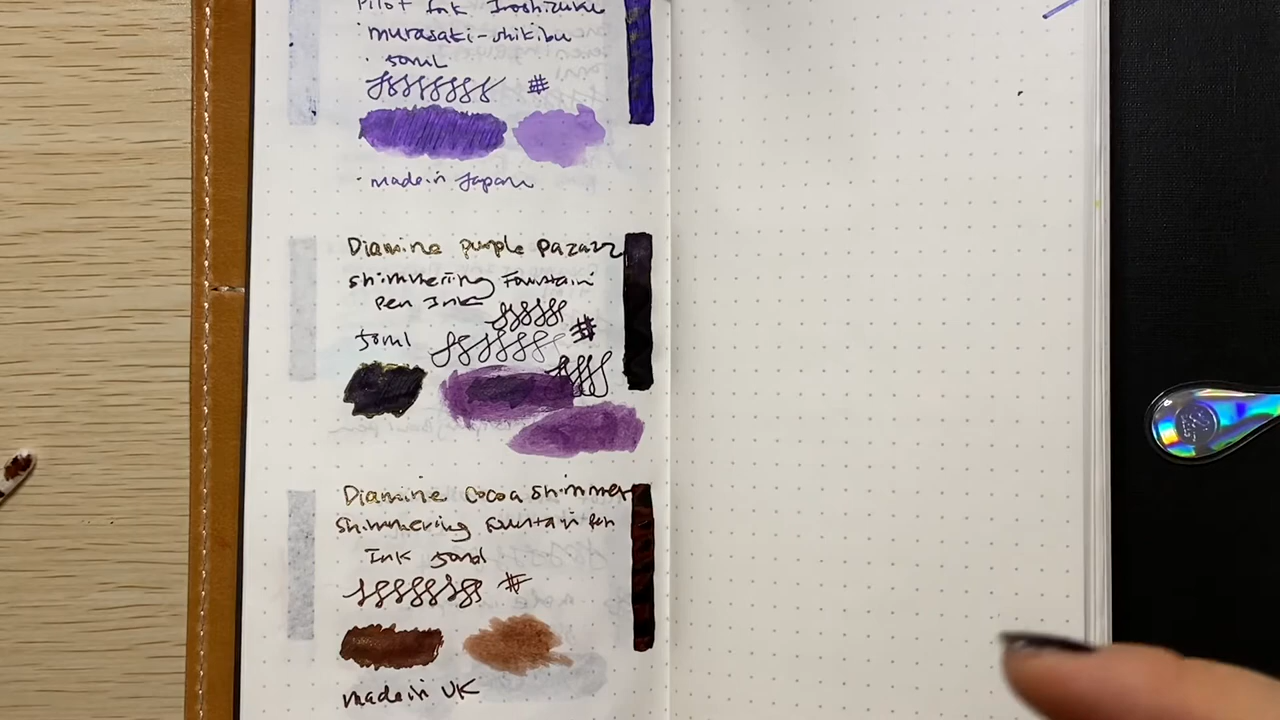 Pilot Ink Iroshizuku
murasaki-shikibu
50ml
#
made in Japan
Diamine purple Pazazz
shimmering Fountain
Pen Ink
#
50ml
Diamine Cocoa Shimmer
Shimmering Fountain Pen
Ink 50ml
#
made in UK